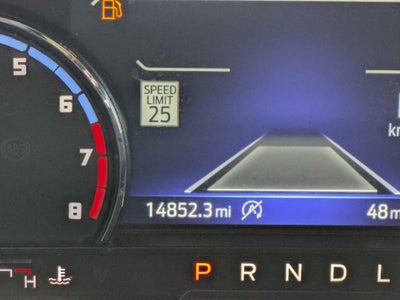 5
6
7
8
SPEED
LIMIT
25
14852.3 mi
48 m
H
P R N D L